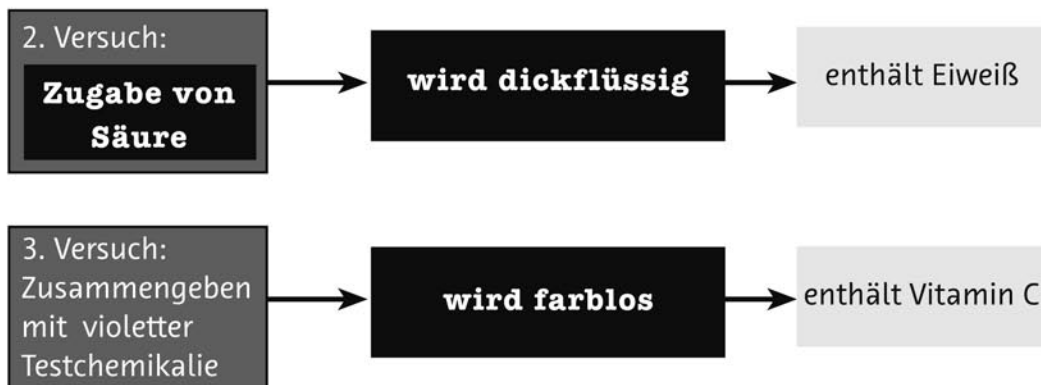 2. Versuch:
Zugabe von
Säure
wird dickflüssig
enthält Eiweiß
3. Versuch:
Zusammengeben
mit violetter
Testchemikalie
wird farblos
enthält Vitamin C